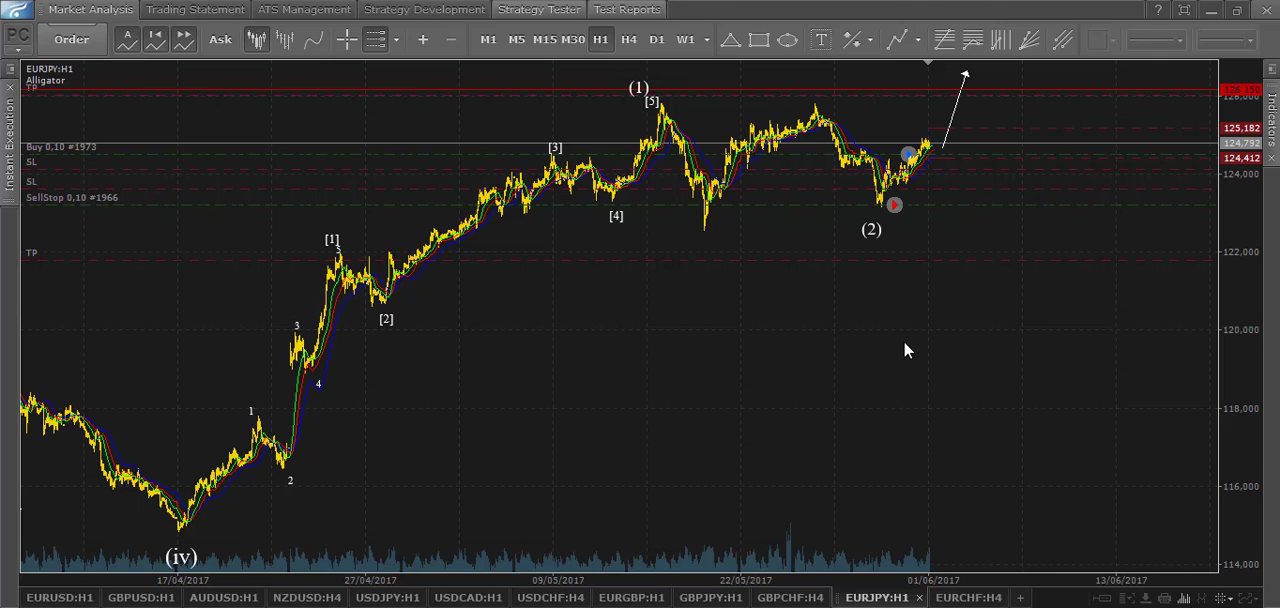 Market Analysis Trading Statement ATS Management Strategy Development Strategy Tester Test Reports ?
PC Order A Ask M1 M5 M15 M30 H1 H4 D1 W1 T
Instant Execution
Indicators
EURJPY:H1
Alligator
TP
Buy 0,10 #1973
SL
SL
SellStop 0,10 #1966
TP
(1)
[5]
[3]
[4]
(2)
[1]
3
[2]
3
4
1
2
(iv)
126,190
126,000
125,182
124,792
124,412
124,000
122,000
120,000
118,000
116,000
114,000
17/04/2017 27/04/2017 09/05/2017 22/05/2017 01/06/2017 13/06/2017
EURUSD:H1 GBPUSD:H1 AUDUSD:H1 NZDUSD:H4 USDJPY:H1 USDCAD:H1 USDCHF:H4 EURGBP:H1 GBPJPY:H1 GBPCHF:H4 EURJPY:H1 × EURCHF:H4 +